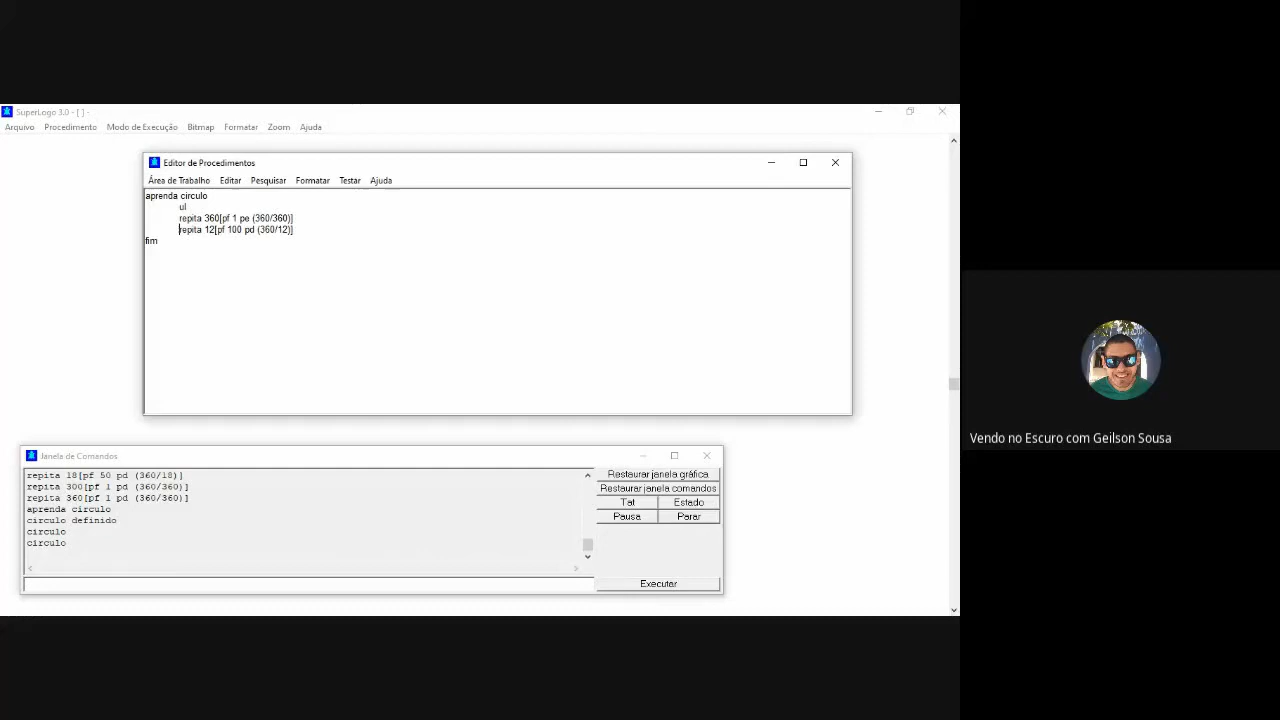 SuperLogo 3.0 - [ ] -
Arquivo Procedimento Modo de Execução Bitmap Formatar Zoom Ajuda
Editor de Procedimentos
Área de Trabalho Editar Pesquisar Formatar Testar Ajuda
aprenda circulo
ul
repita 360[pf 1 pe (360/360)]
repita 12[pf 100 pd (360/12)]
fim
Vendo no Escuro com Geilson Sousa
Janela de Comandos
repita 18[pf 50 pd (360/18)]
repita 300[pf 1 pd (360/360)]
repita 360[pf 1 pd (360/360)]
aprenda circulo
circulo definido
circulo
circulo
Restaurar janela gráfica
Restaurar janela comandos
Tat Estado
Pausa Parar
Executar